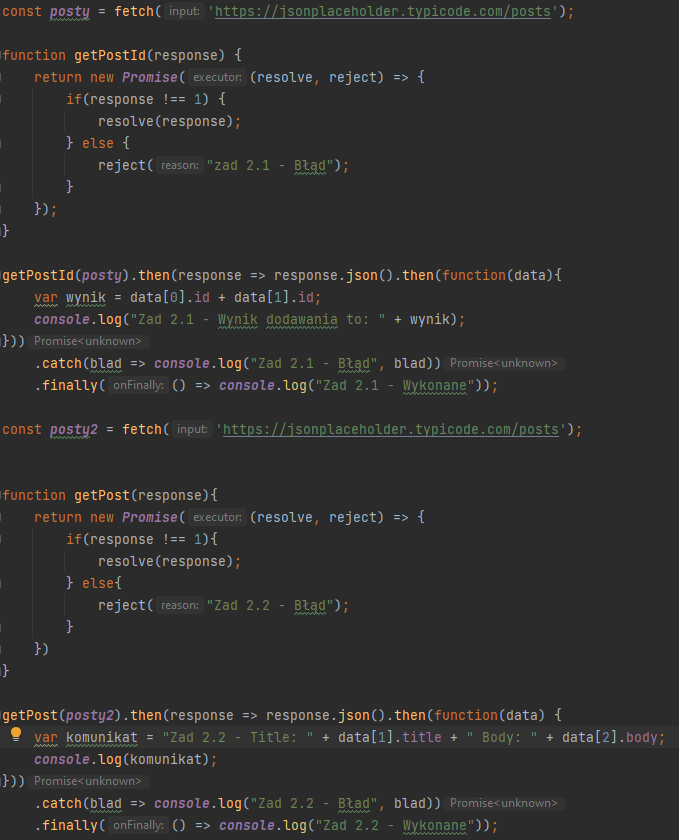 const posty = fetch( input: 'https://jsonplaceholder.typicode.com/posts');
function getPostId(response) {
return new Promise( executor: (resolve, reject) => {
if(response !== 1) {
resolve(response);
} else {
reject( reason: "zad 2.1 - Błąd");
}
});
}
getPostId(posty).then(response => response.json().then(function(data){
var wynik = data[0].id + data[1].id;
console.log("Zad 2.1 - Wynik dodawania to: " + wynik);
})) Promise<unknown>
.catch(blad => console.log("Zad 2.1 - Błąd", blad)) Promise<unknown>
.finally( onFinally: () => console.log("Zad 2.1 - Wykonane"));
const posty2 = fetch( input: 'https://jsonplaceholder.typicode.com/posts');
function getPost(response){
return new Promise( executor: (resolve, reject) => {
if(response !== 1){
resolve(response);
} else{
reject( reason: "Zad 2.2 - Błąd");
}
})
}
getPost(posty2).then(response => response.json().then(function(data) {
var komunikat = "Zad 2.2 - Title: " + data[1].title + " Body: " + data[2].body;
console.log(komunikat);
})) Promise<unknown>
.catch(blad => console.log("Zad 2.2 - Bład", blad)) Promise<unknown>
.finally( onFinally: () => console.log("Zad 2.2 - Wykonane"));